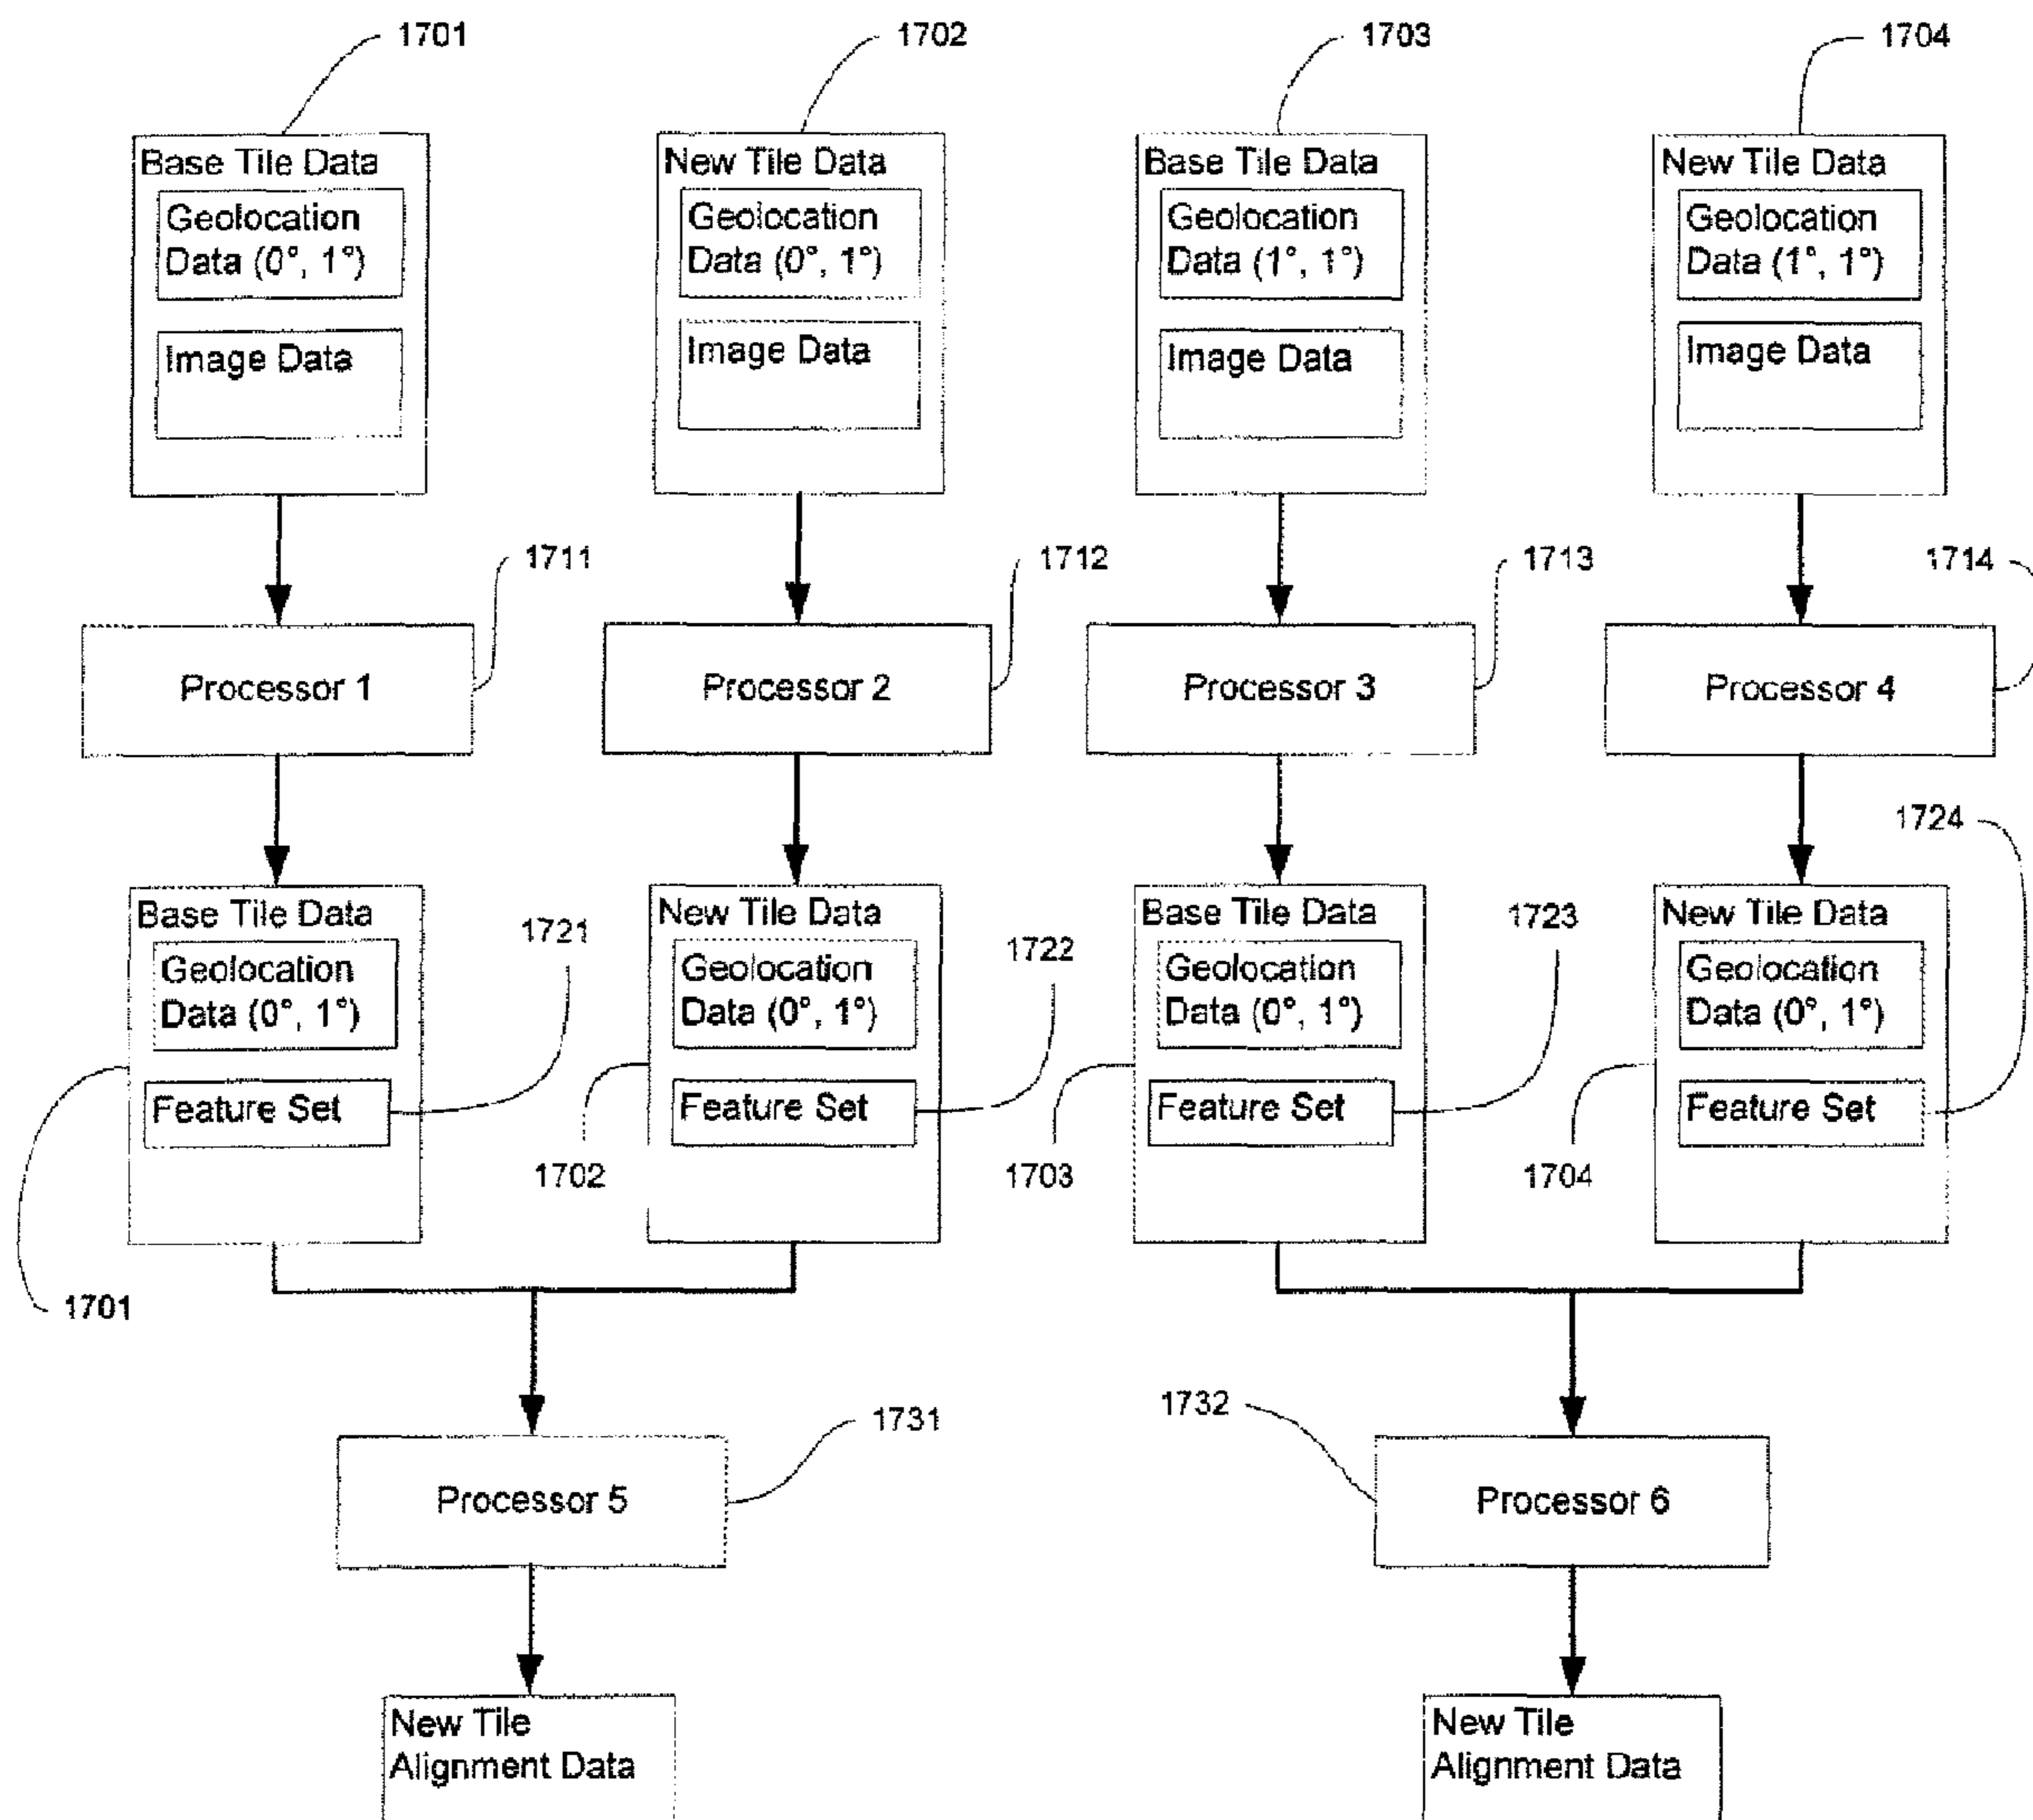 1701
1702
1703
1704
Base Tile Data
Geolocation
Data (0°, 1°)
Image Data
New Tile Data
Geolocation
Data (0°, 1°)
Image Data
Base Tile Data
Geolocation
Data (1°, 1°)
Image Data
New Tile Data
Geolocation
Data (1°, 1°)
Image Data
1711
1712
1713
1714
Processor 1
Processor 2
Processor 3
Processor 4
1724
Base Tile Data
Geolocation
Data (0°, 1°)
Feature Set
1721
New Tile Data
Geolocation
Data (0°, 1°)
Feature Set
1722
Base Tile Data
Geolocation
Data (0°, 1°)
Feature Set
1723
New Tile Data
Geolocation
Data (0°, 1°)
Feature Set
1702
1703
1704
1701
1731
1732
Processor 5
Processor 6
New Tile
Alignment Data
New Tile
Alignment Data